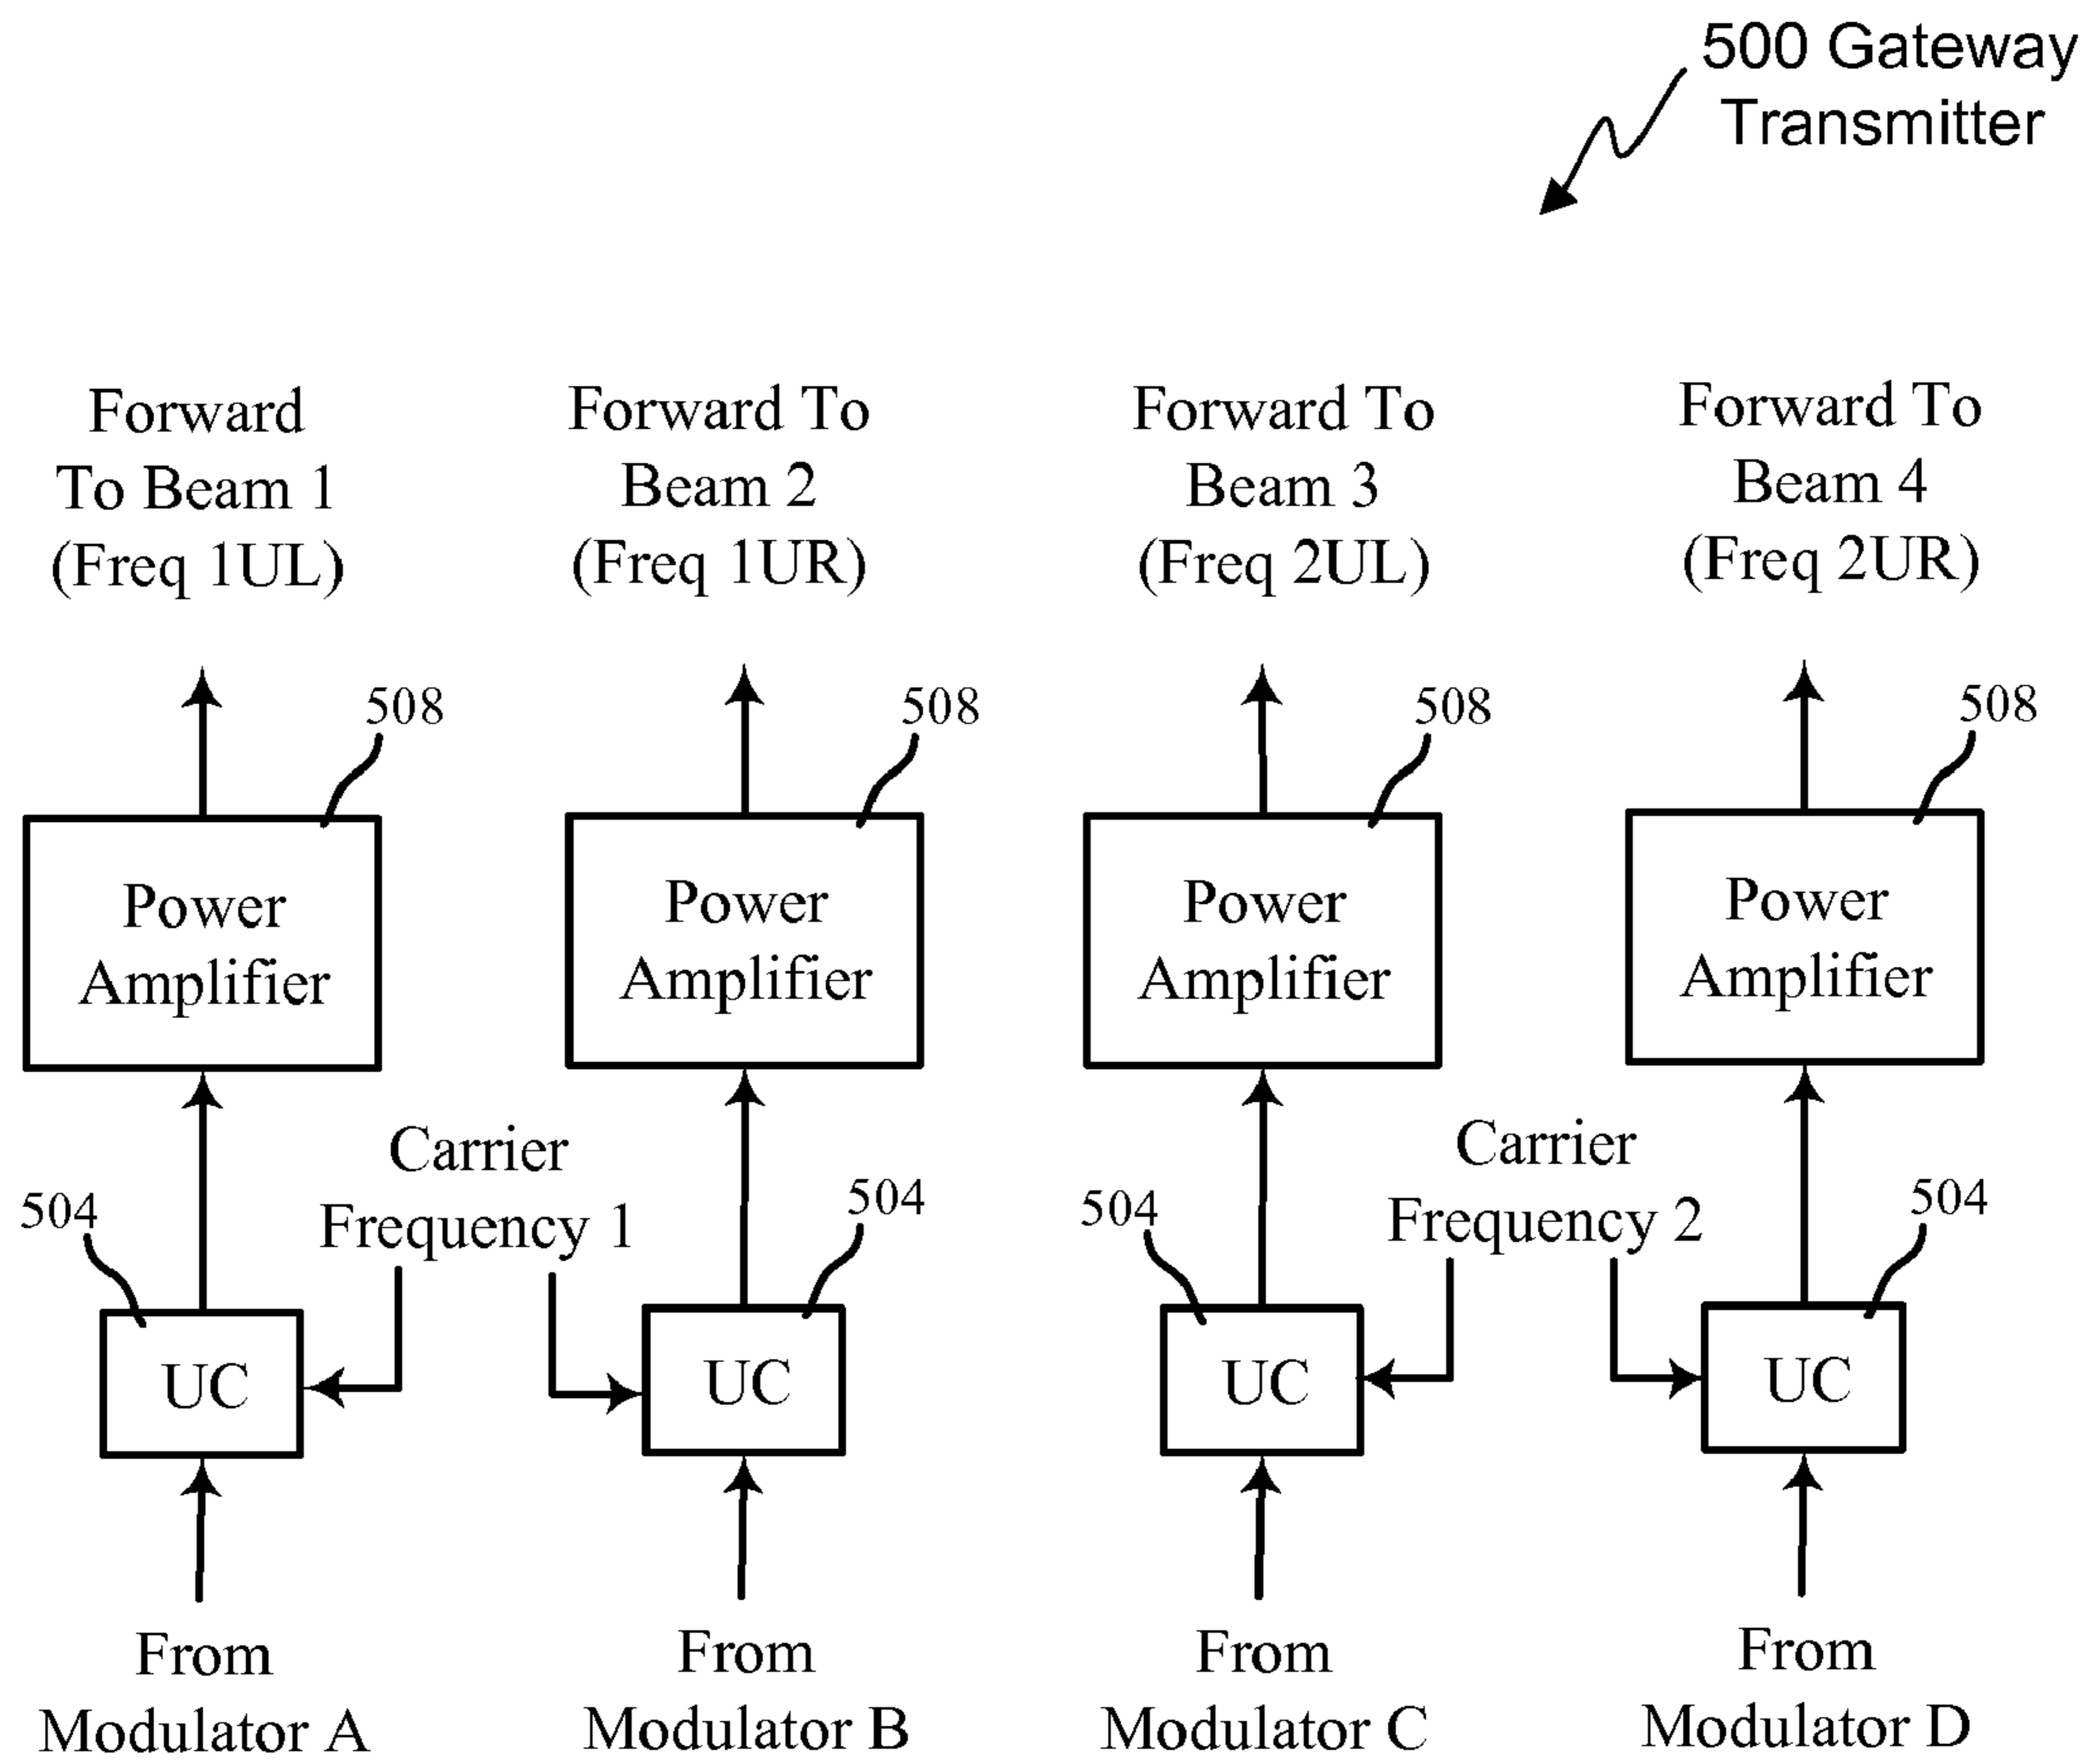 500 Gateway
Transmitter
Forward
To Beam 1
(Freq 1UL)
Forward To
Beam 2
(Freq 1UR)
Forward To
Beam 3
(Freq 2UL)
Forward To
Beam 4
(Freq 2UR)
508
508
508
508
Power
Amplifier
Power
Amplifier
Power
Amplifier
Power
Amplifier
504
Carrier
Frequency 1
504
504
Carrier
Frequency 2
504
UC
UC
UC
UC
From
Modulator A
From
Modulator B
From
Modulator C
From
Modulator D